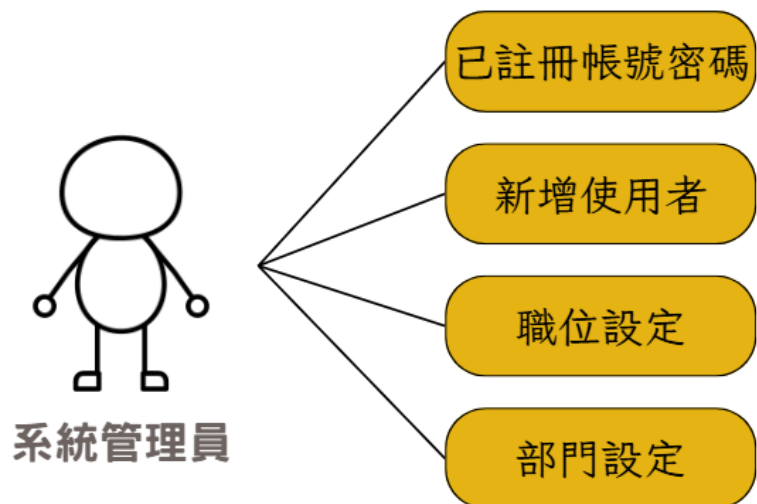 已註冊帳號密碼
新增使用者
職位設定
部門設定
系統管理員